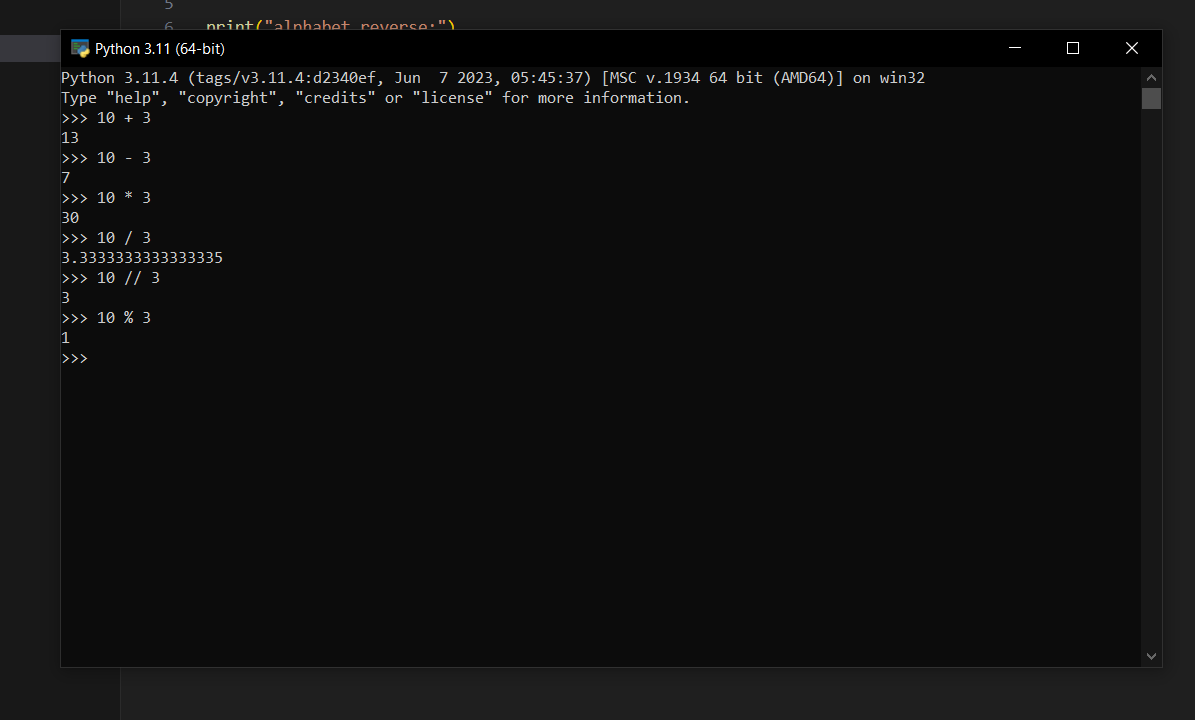 5
6 print("alphabet reverse:")
Python 3.11 (64-bit)
Python 3.11.4 (tags/v3.11.4:d2340ef, Jun  7 2023, 05:45:37) [MSC v.1934 64 bit (AMD64)] on win32
Type "help", "copyright", "credits" or "license" for more information.
>>> 10 + 3
13
>>> 10 - 3
7
>>> 10 * 3
30
>>> 10 / 3
3.3333333333333335
>>> 10 // 3
3
>>> 10 % 3
1
>>>